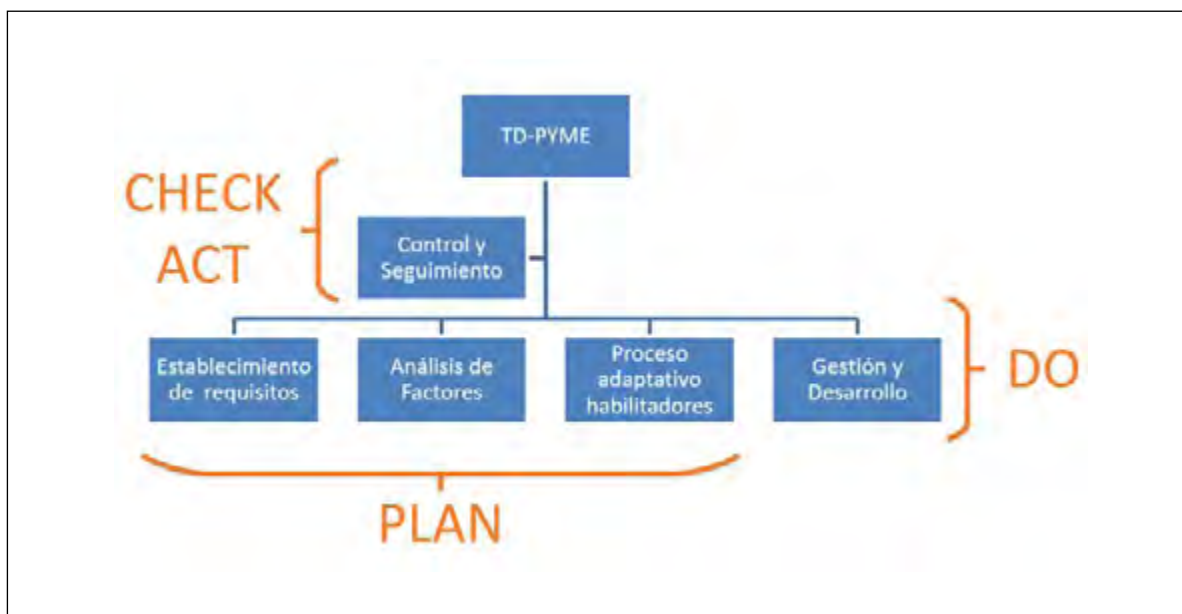 TD-PYME
CHECK
ACT
Control y
Seguimiento
Establecimiento
de requisitos
Análisis de
Factores
Proceso
adaptativo
habilitadores
Gestión y
Desarrollo
DO
PLAN